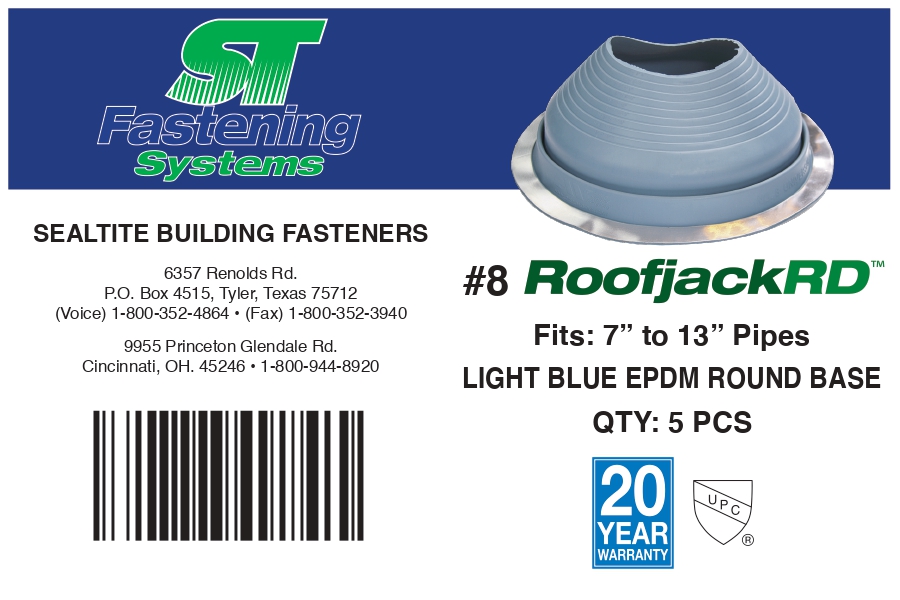 ST
Fastening
Systems
SEALTITE BUILDING FASTENERS
6357 Renolds Rd.
P.O. Box 4515, Tyler, Texas 75712
(Voice) 1-800-352-4864 • (Fax) 1-800-352-3940
9955 Princeton Glendale Rd.
Cincinnati, OH. 45246 • 1-800-944-8920
#8 RoofjackRD™
Fits: 7” to 13” Pipes
LIGHT BLUE EPDM ROUND BASE
QTY: 5 PCS
20
YEAR
WARRANTY
UPC
®